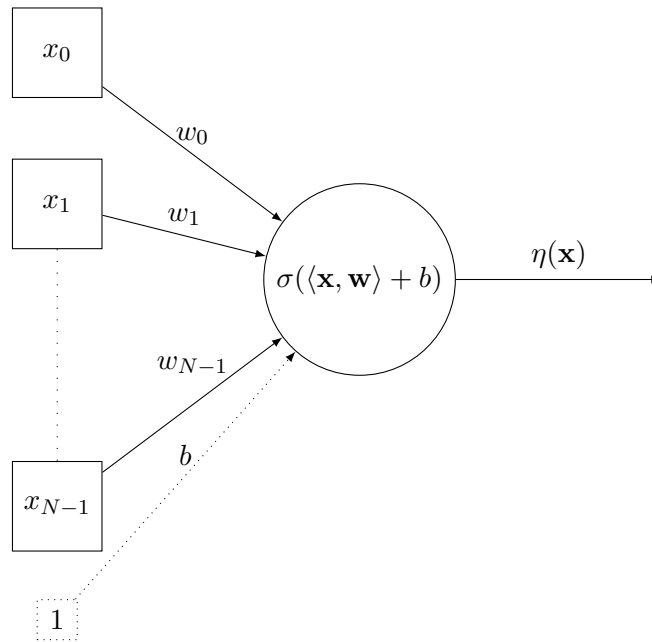 x_0
w_0
x_1
w_1
η(𝐱)
σ(⟨𝐱, 𝐰⟩ + b)
w_{N−1}
b
x_{N−1}
1